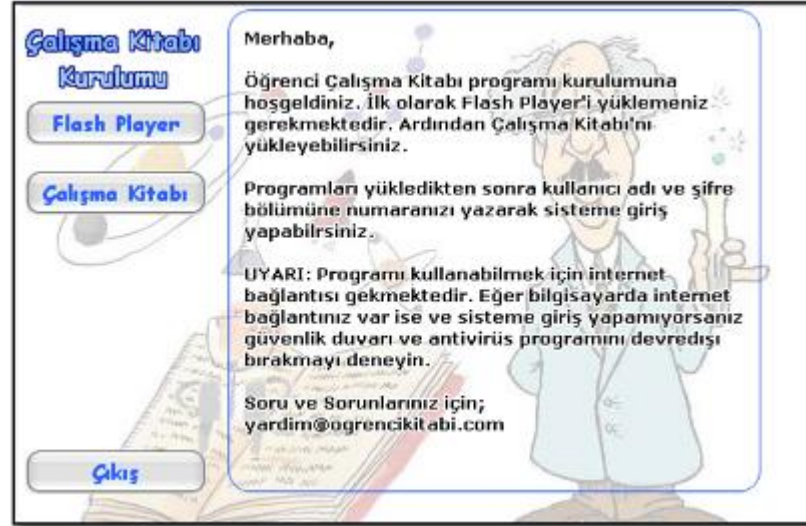 Çalışma Kitabı
Kurulumu
Flash Player
Çalışma Kitabı
Çıkış
Merhaba,
Öğrenci Çalışma Kitabı programı kurulumuna
hoşgeldiniz. İlk olarak Flash Player'i yüklemeniz
gerekmektedir. Ardından Çalışma Kitabı'nı
yükleyebilirsiniz.
Programları yükledikten sonra kullanıcı adı ve şifre
bölümüne numaranızı yazarak sisteme giriş
yapabilrsiniz.
UYARI: Programı kullanabilmek için internet
bağlantısı gekmektedir. Eğer bilgisayarda internet
bağlantınız var ise ve sisteme giriş yapamıyorsanız
güvenlik duvarı ve antivirüs programını devredışı
bırakmayı deneyin.
Soru ve Sorunlarınız için;
yardim@ogrencikitabi.com